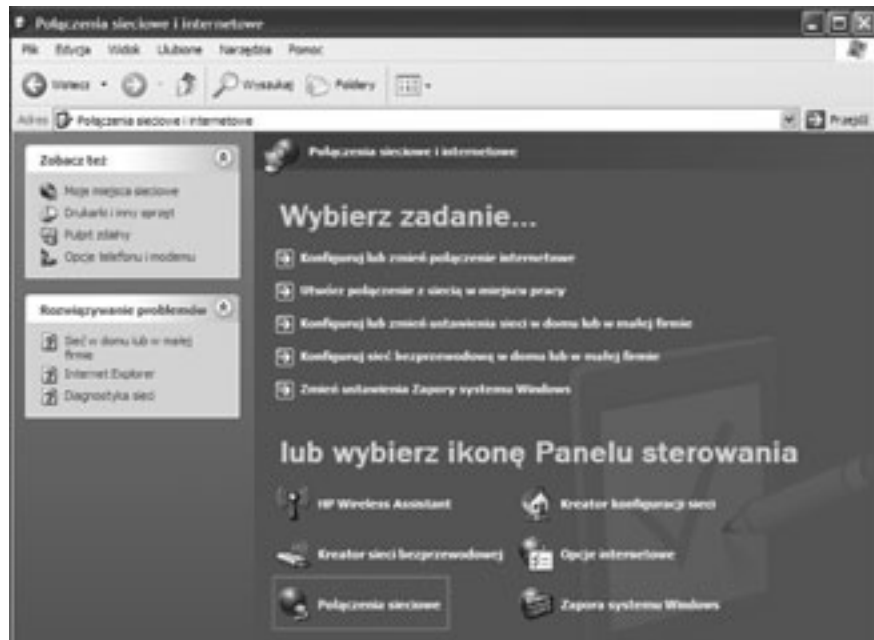 Połączenia sieciowe i internetowe
Plik Edycja Widok Ulubione Narzędzia Pomoc
Wstecz Wyszukaj Foldery
Adres Połączenia sieciowe i internetowe Przejdź
Zobacz też
Moje miejsca sieciowe
Drukarki i inny sprzęt
Pulpit zdalny
Opcje telefonu i modemu
Rozwiązywanie problemów
Sieć w domu lub w małej
firmie
Internet Explorer
Diagnostyka sieci
Połączenia sieciowe i internetowe
Wybierz zadanie...
Konfiguruj lub zmień połączenie internetowe
Utwórz połączenie z siecią w miejscu pracy
Konfiguruj lub zmień ustawienia sieci w domu lub w małej firmie
Konfiguruj sieć bezprzewodową w domu lub w małej firmie
Zmień ustawienia Zapory systemu Windows
lub wybierz ikonę Panelu sterowania
HP Wireless Assistant
Kreator konfiguracji sieci
Kreator sieci bezprzewodowej
Opcje internetowe
Połączenia sieciowe
Zapora systemu Windows